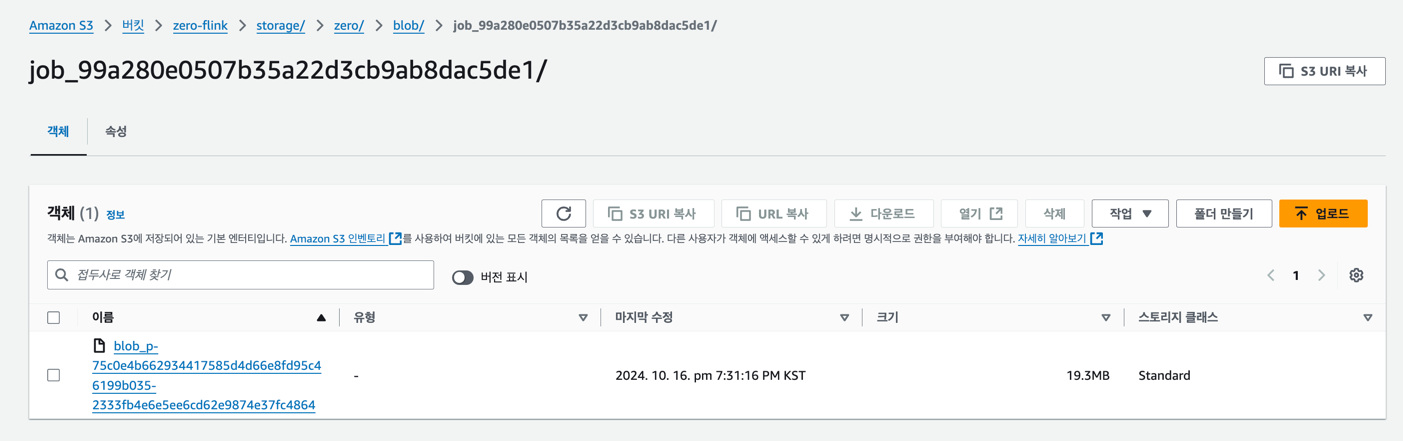 Amazon S3 > 버킷 > zero-flink > storage/ > zero/ > blob/ > job_99a280e0507b35a22d3cb9ab8dac5de1/
job_99a280e0507b35a22d3cb9ab8dac5de1/
S3 URI 복사
객체 속성
객체 (1) 정보
S3 URI 복사 URL 복사 다운로드 열기 삭제 작업 폴더 만들기 업로드
객체는 Amazon S3에 저장되어 있는 기본 엔터티입니다. Amazon S3 인벤토리를 사용하여 버킷에 있는 모든 객체의 목록을 얻을 수 있습니다. 다른 사용자가 객체에 액세스할 수 있게 하려면 명시적으로 권한을 부여해야 합니다. 자세히 알아보기
접두사로 객체 찾기 버전 표시 1
이름 유형 마지막 수정 크기 스토리지 클래스
blob_p-
75c0e4b662934417585d4d66e8fd95c4
6199b035-
2333fb4e6e5ee6cd62e9874e37fc4864
- 2024. 10. 16. pm 7:31:16 PM KST 19.3MB Standard